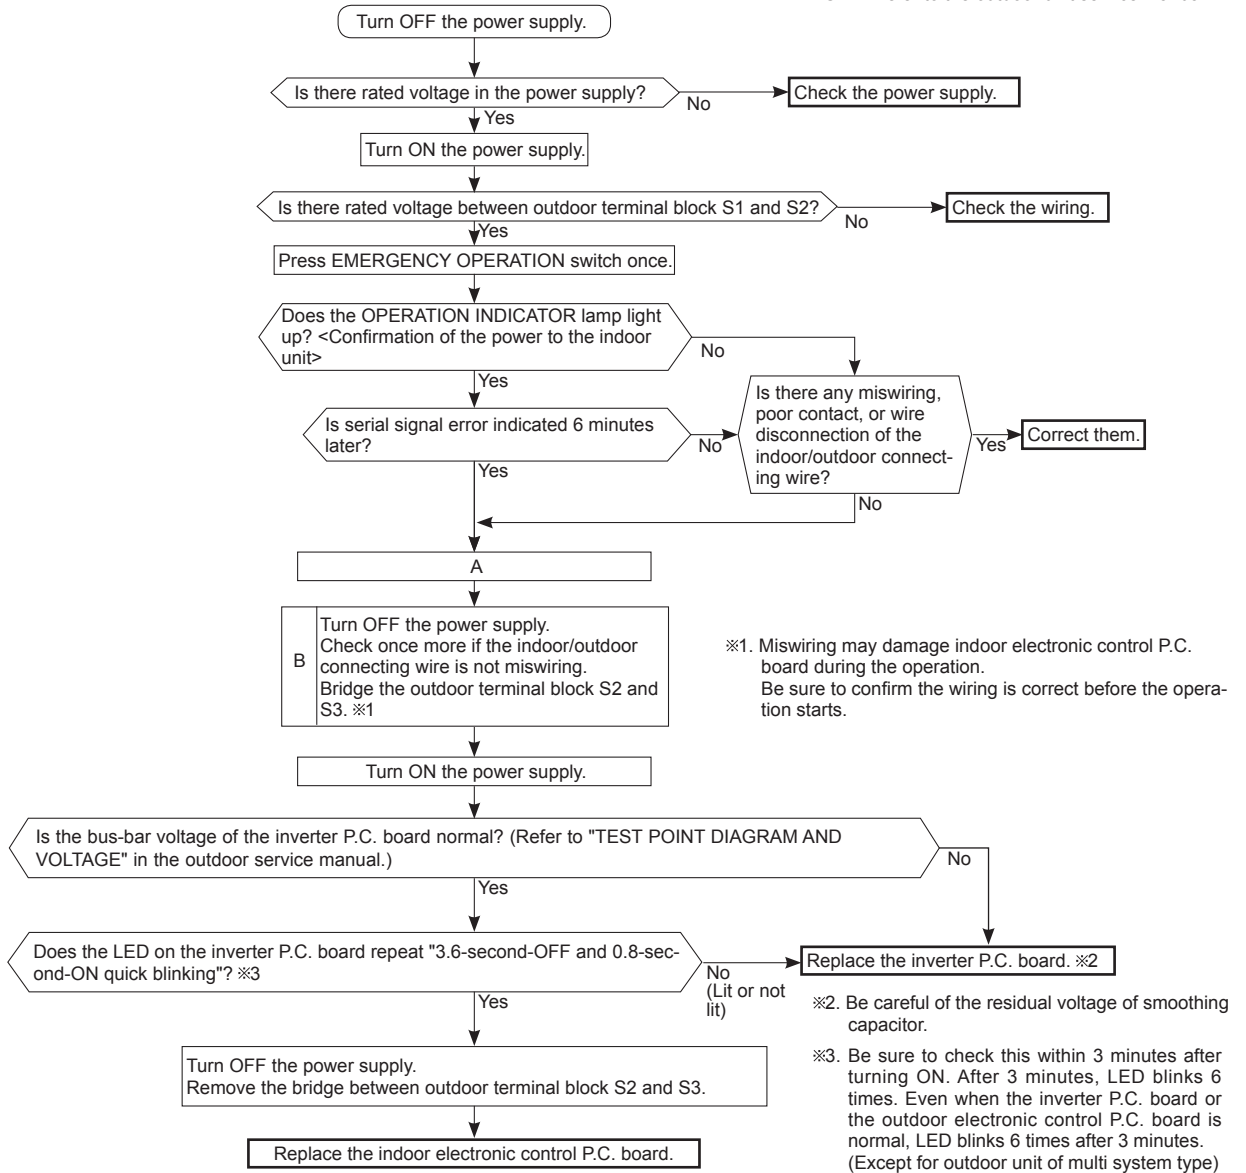 Turn OFF the power supply.
Is there rated voltage in the power supply?
No
Check the power supply.
Yes
Turn ON the power supply.
Is there rated voltage between outdoor terminal block S1 and S2?
No
Check the wiring.
Yes
Press EMERGENCY OPERATION switch once.
Does the OPERATION INDICATOR lamp light
up? <Confirmation of the power to the indoor
unit>
No
Yes
Is there any miswiring,
poor contact, or wire
disconnection of the
indoor/outdoor connect-
ing wire?
Yes
Correct them.
Is serial signal error indicated 6 minutes
later?
No
Yes
No
A
B
Turn OFF the power supply.
Check once more if the indoor/outdoor
connecting wire is not miswiring.
Bridge the outdoor terminal block S2 and
S3. ※1
※1. Miswiring may damage indoor electronic control P.C.
board during the operation.
Be sure to confirm the wiring is correct before the opera-
tion starts.
Turn ON the power supply.
Is the bus-bar voltage of the inverter P.C. board normal? (Refer to "TEST POINT DIAGRAM AND
VOLTAGE" in the outdoor service manual.)
No
Yes
Does the LED on the inverter P.C. board repeat "3.6-second-OFF and 0.8-sec-
ond-ON quick blinking"? ※3
No
(Lit or not
lit)
Replace the inverter P.C. board. ※2
Yes
※2. Be careful of the residual voltage of smoothing
capacitor.
※3. Be sure to check this within 3 minutes after
turning ON. After 3 minutes, LED blinks 6
times. Even when the inverter P.C. board or
the outdoor electronic control P.C. board is
normal, LED blinks 6 times after 3 minutes.
(Except for outdoor unit of multi system type)
Turn OFF the power supply.
Remove the bridge between outdoor terminal block S2 and S3.
Replace the indoor electronic control P.C. board.